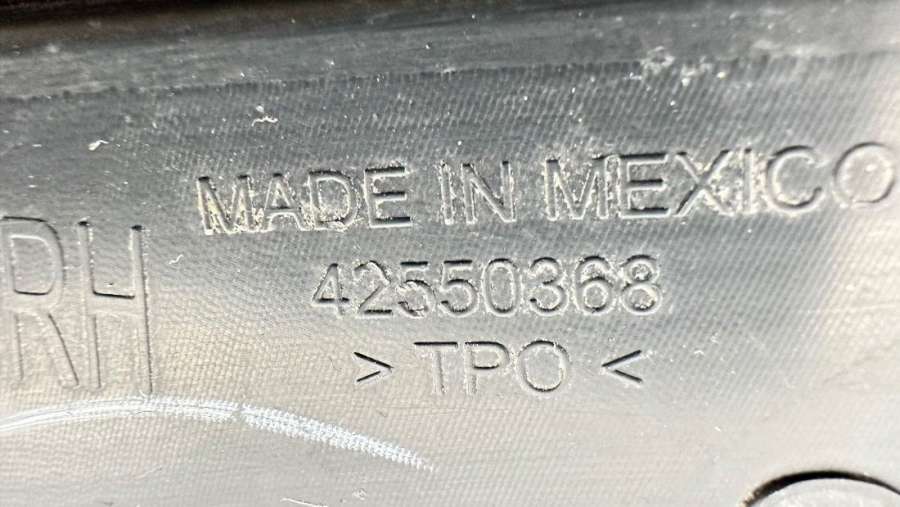 MADE IN MEXICO
RH
42550368
> TPO <